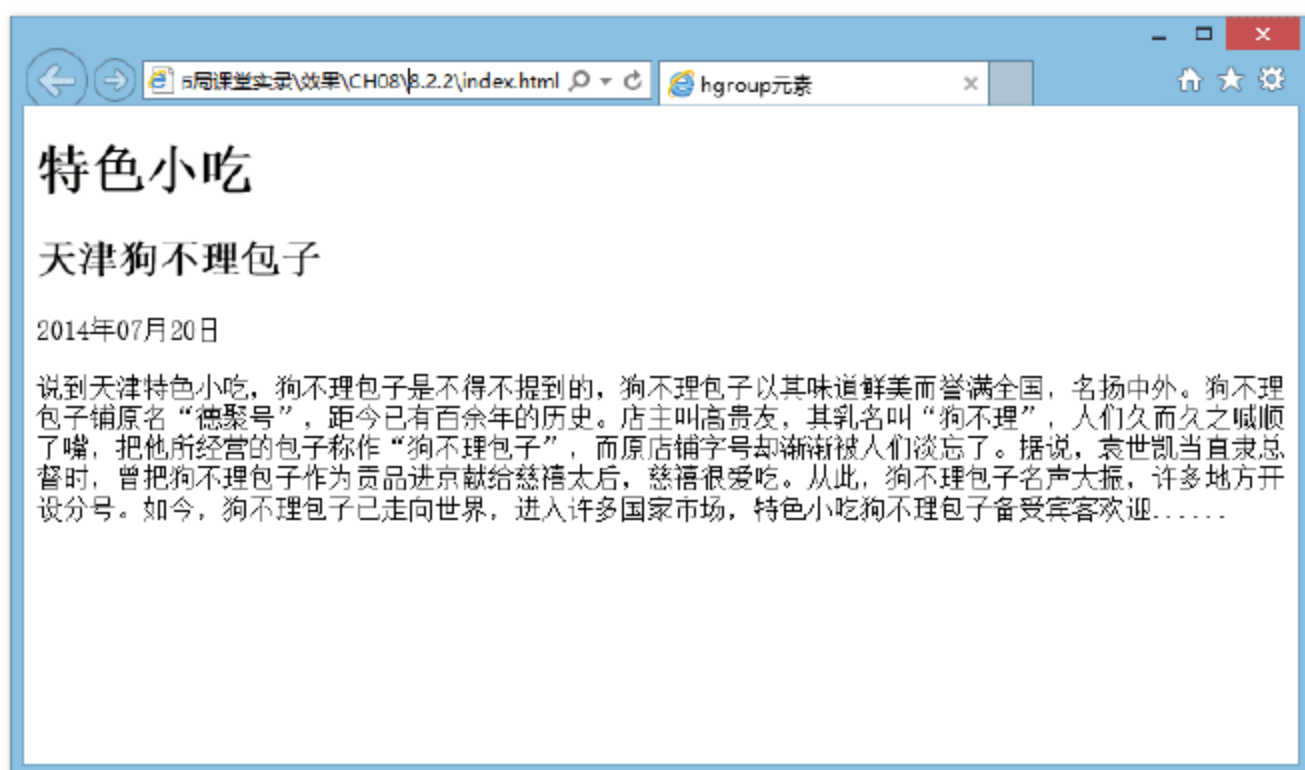 局课堂实录\效果\CH08\8.2.2\index.html
hgroup元素
特色小吃
天津狗不理包子
2014年07月20日
说到天津特色小吃，狗不理包子是不得不提到的，狗不理包子以其味道鲜美而誉满全国，名扬中外。狗不理
包子铺原名“德聚号”，距今已有百余年的历史。店主叫高贵友，其乳名叫“狗不理”，人们久而久之喊顺
了嘴，把他所经营的包子称作“狗不理包子”，而原店铺字号却渐渐被人们淡忘了。据说，袁世凯当直隶总
督时，曾把狗不理包子作为贡品进京献给慈禧太后，慈禧很爱吃。从此，狗不理包子名声大振，许多地方开
设分号。如今，狗不理包子已走向世界，进入许多国家市场，特色小吃狗不理包子备受宾客欢迎......